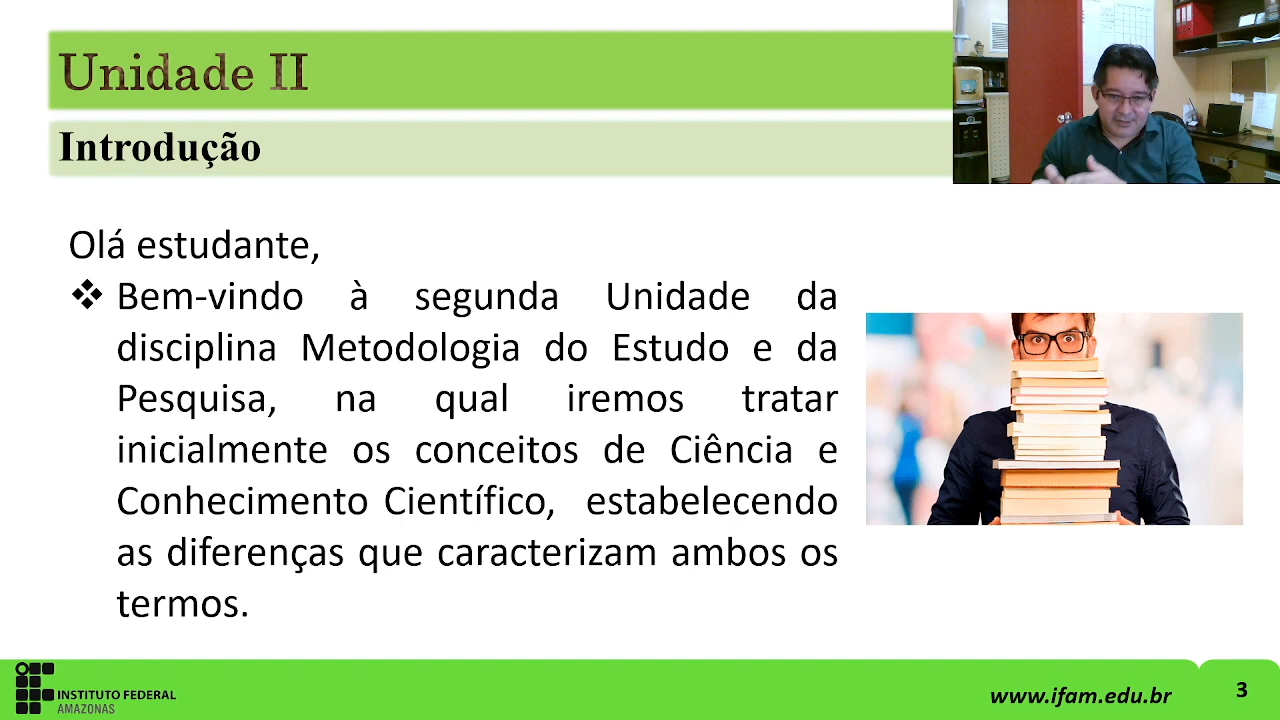 Unidade II
Introdução
Olá estudante,
❖ Bem-vindo à segunda Unidade da
disciplina Metodologia do Estudo e da
Pesquisa, na qual iremos tratar
inicialmente os conceitos de Ciência e
Conhecimento Científico, estabelecendo
as diferenças que caracterizam ambos os
termos.
INSTITUTO FEDERAL
AMAZONAS
www.ifam.edu.br
3